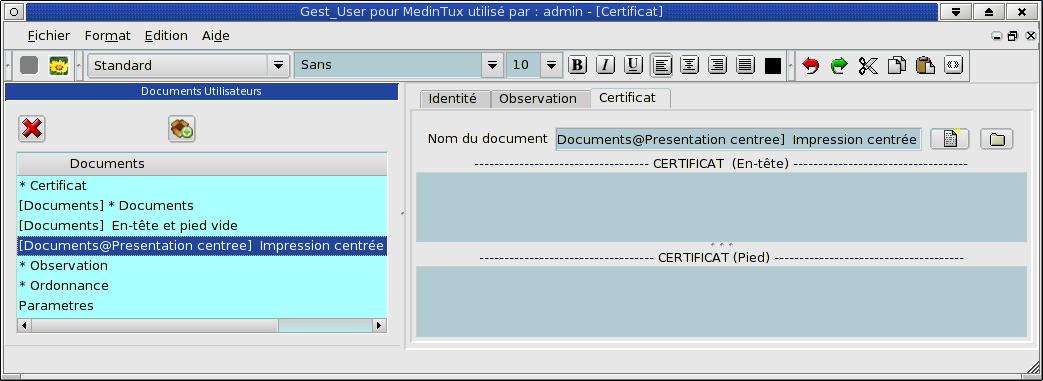 Gest_User pour MedinTux utilisé par : admin - [Certificat]
Fichier Format Edition Aide
Standard Sans 10 B I U
Documents Utilisateurs
Identité Observation Certificat
Nom du document Documents@Presentation centree] Impression centrée
Documents
---------------------------------- CERTIFICAT (En-tête) ----------------------------------
* Certificat
[Documents] * Documents
[Documents] En-tête et pied vide
[Documents@Presentation centree] Impression centrée
* Observation
* Ordonnance
Parametres
---------------------------------- CERTIFICAT (Pied) -------------------------------------